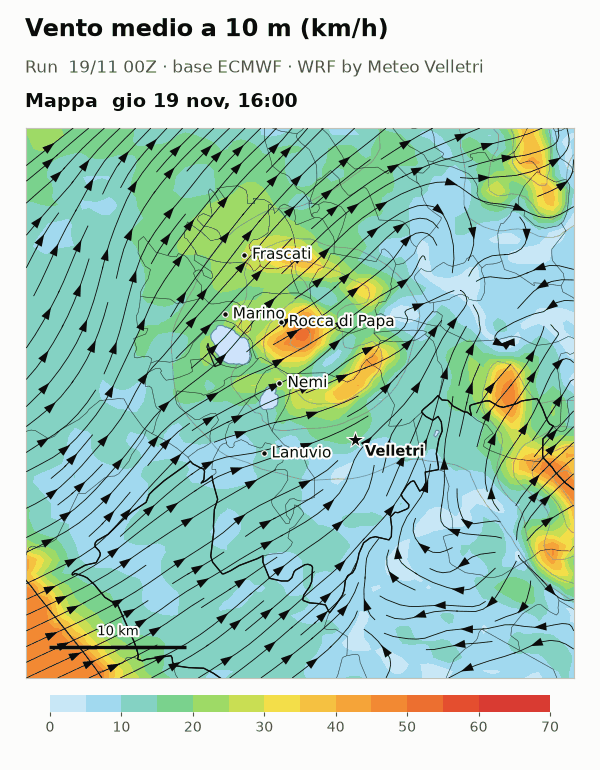 Vento medio a 10 m (km/h)
Run 19/11 00Z · base ECMWF · WRF by Meteo Velletri
Mappa gio 19 nov, 16:00
Frascati
Marino
Rocca di Papa
Nemi
Velletri
Lanuvio
10 km
0 10 20 30 40 50 60 70